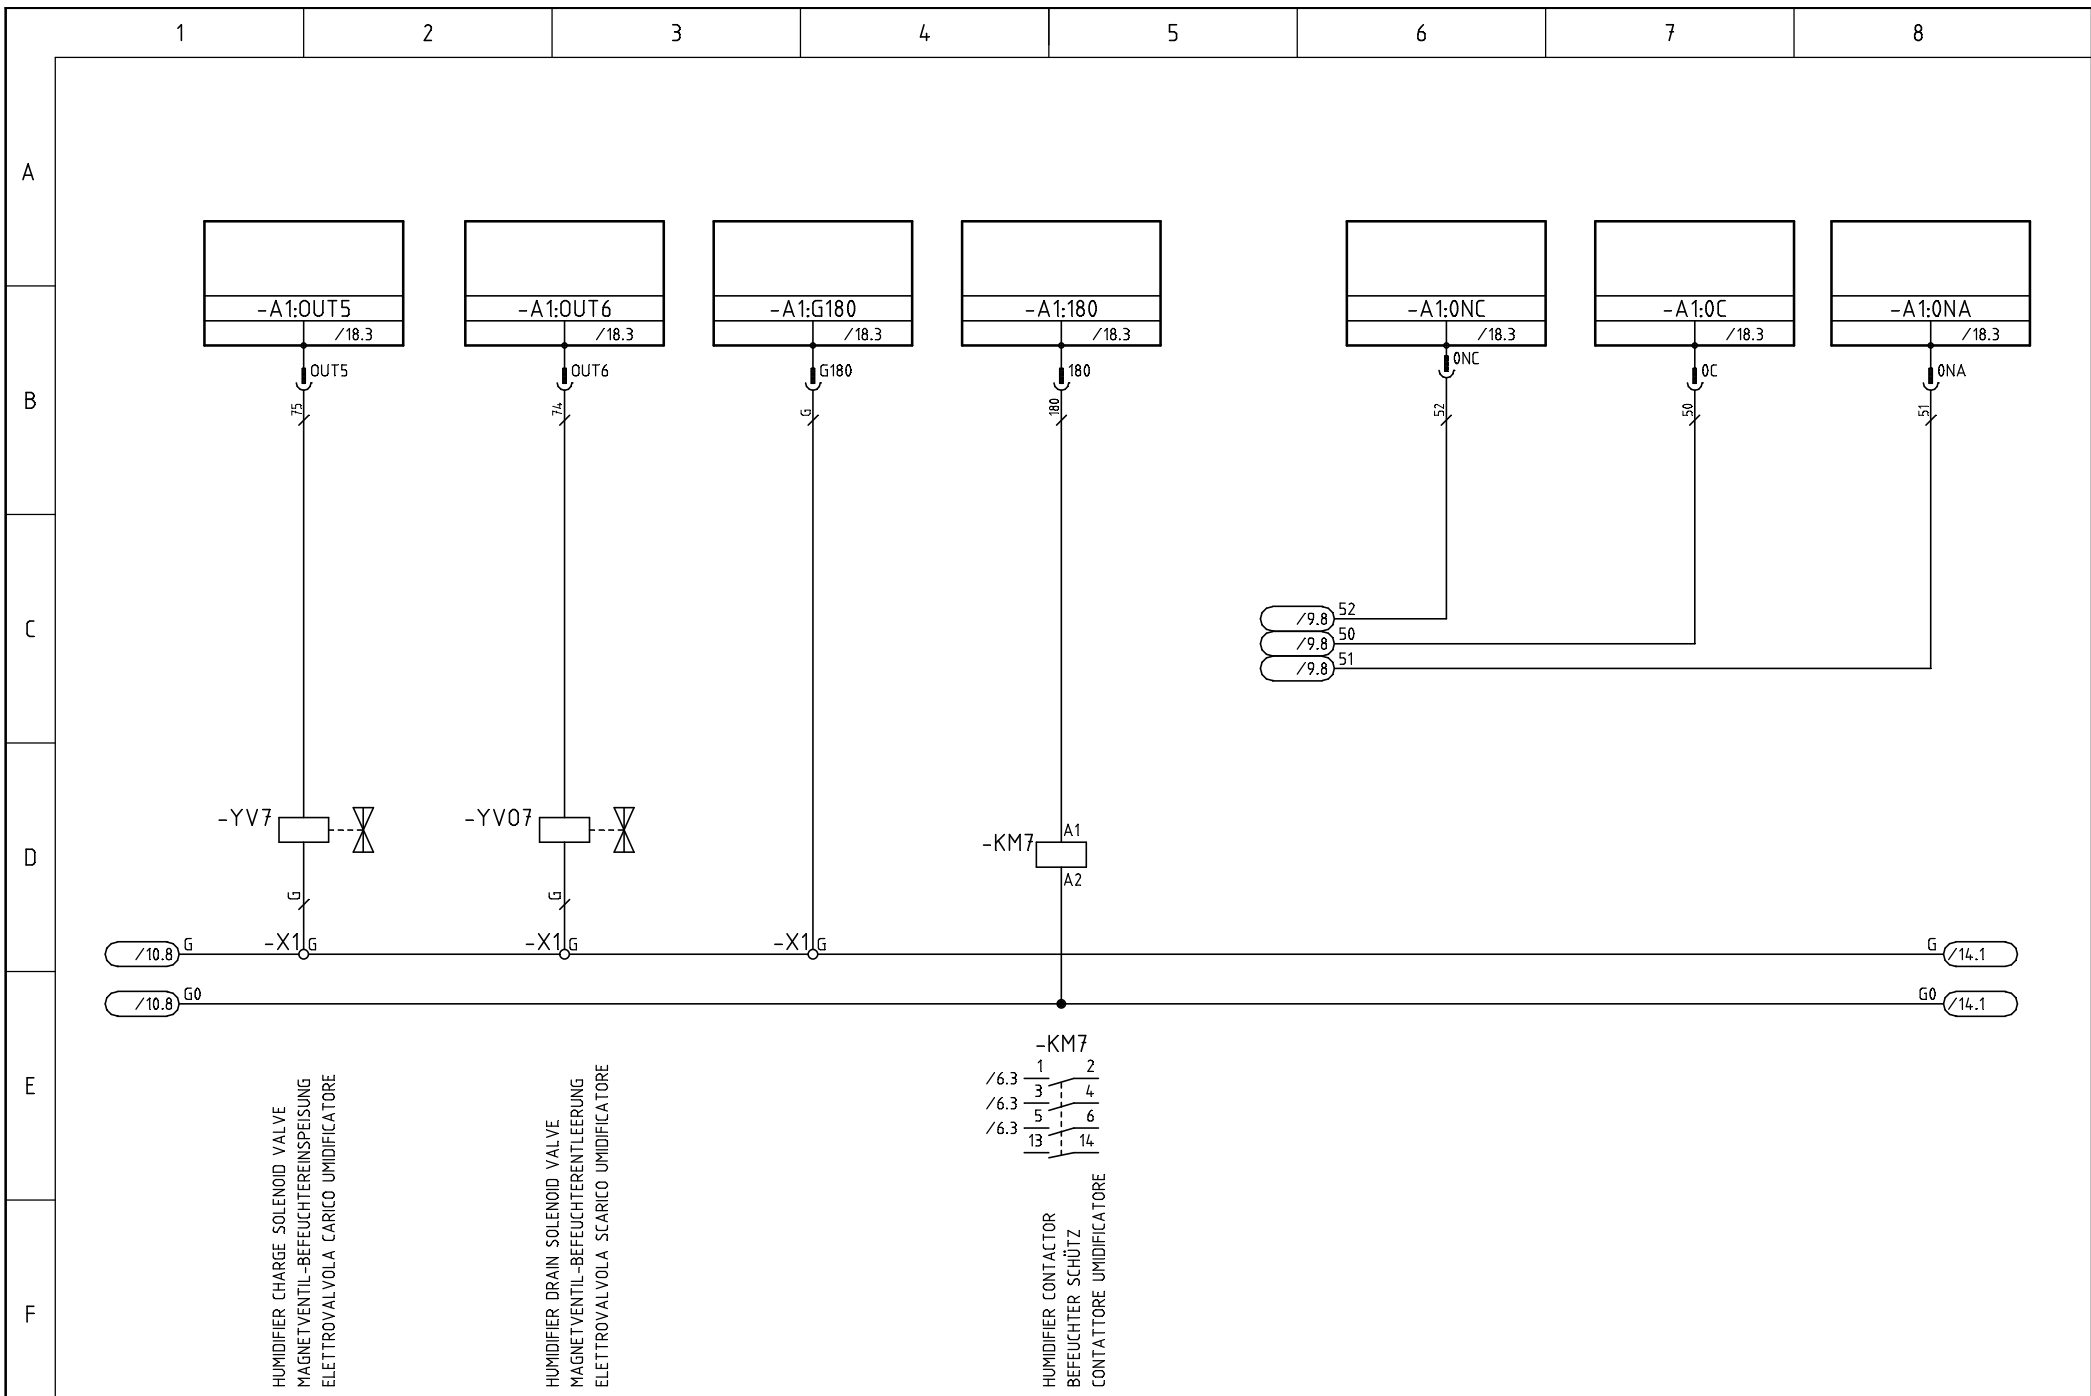 1 2 3 4 5 6 7 8
A
-A1:OUT5 -A1:OUT6 -A1:G180 -A1:180 -A1:0NC -A1:0C -A1:0NA
/18.3 /18.3 /18.3 /18.3 /18.3 /18.3 /18.3
OUT5 OUT6 G180 180 0NC 0C 0NA
B
75 74 G 180 52 50 51
C
/9.8 52
/9.8 50
/9.8 51
-YV7 -YV07
-KM7 A1
A2
D
G G
/10.8 G -X1 G -X1 G -X1 G G /14.1
/10.8 G0 G0 /14.1
E
-KM7
/6.3 1 2
/6.3 3 4
/6.3 5 6
13 14
F
HUMIDIFIER CHARGE SOLENOID VALVE
MAGNETVENTIL-BEFEUCHTEREINSPEISUNG
ELETTROVALVOLA CARICO UMIDIFICATORE
HUMIDIFIER DRAIN SOLENOID VALVE
MAGNETVENTIL-BEFEUCHTERENTLEERUNG
ELETTROVALVOLA SCARICO UMIDIFICATORE
HUMIDIFIER CONTACTOR
BEFEUCHTER SCHÜTZ
CONTATTORE UMIDIFICATORE